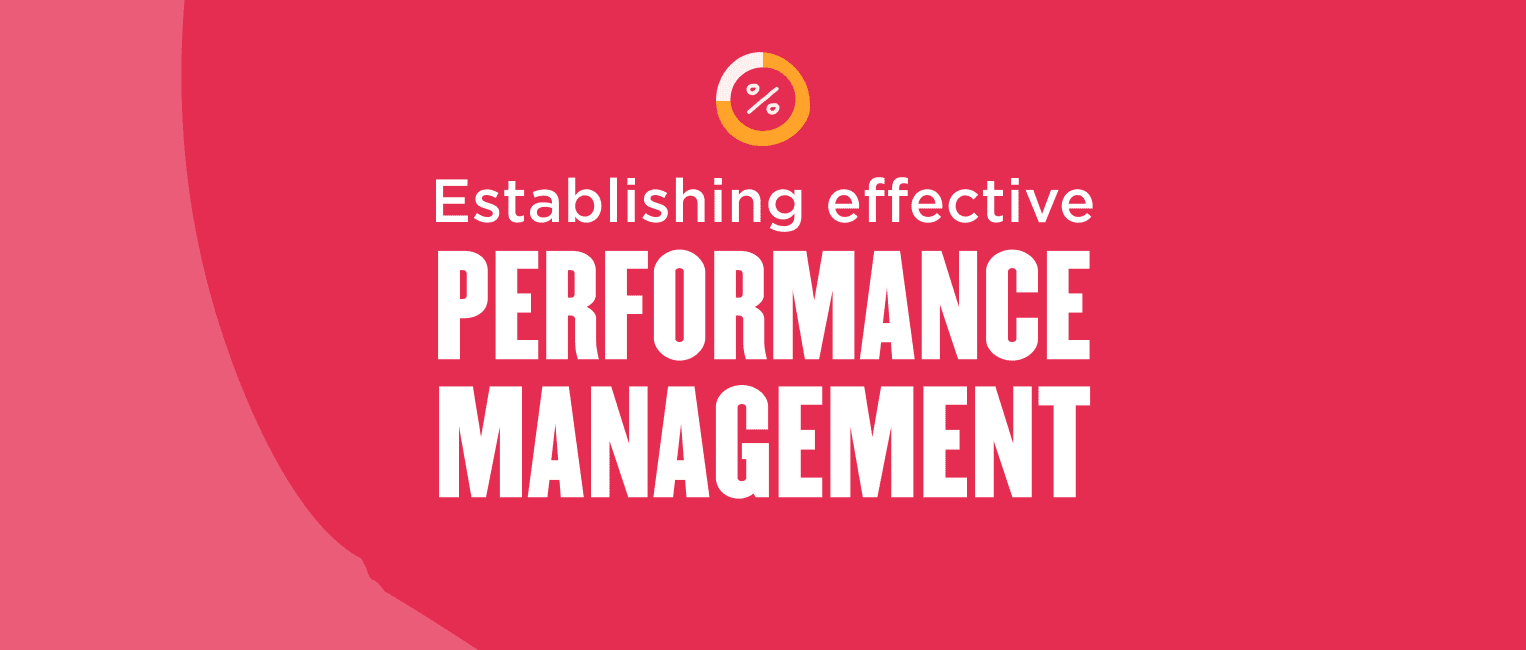 %
Establishing effective
PERFORMANCE
MANAGEMENT